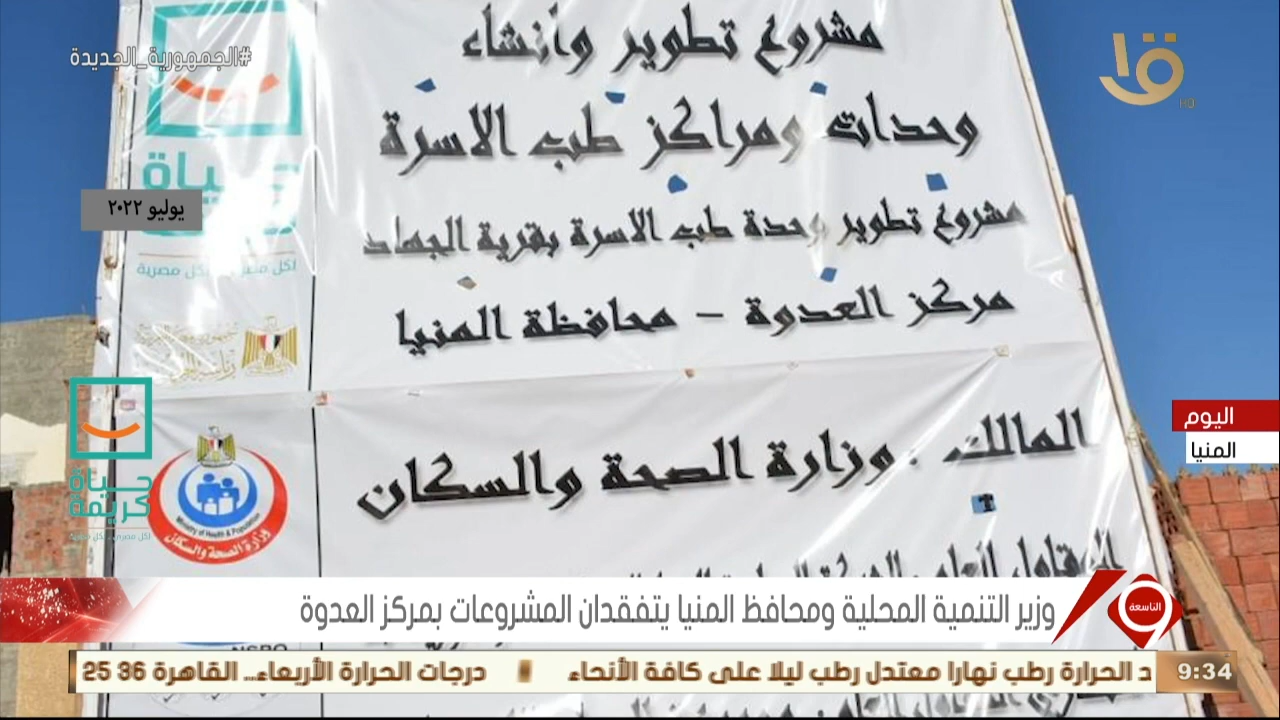 #الجمهورية_الجديدة
مشروع تطوير وانشاء
وحدات ومراكز طب الاسرة
مشروع تطوير وحدة طب الاسرة بقرية الجهاد
مركز العدوة - محافظة المنيا
المالك . وزارة الصحة والسكان
حياة
يوليو ٢٠٢٢
حياة
كريمة
Ministry of Health & Population
وزارة الصحة والسكان
اليوم
المنيا
وزير التنمية المحلية ومحافظ المنيا يتفقدان المشروعات بمركز العدوة
التاسعة
9:34
د الحرارة رطب نهارا معتدل رطب ليلا على كافة الأنحاء
درجات الحرارة الأربعاء... القاهرة 36 25
HD